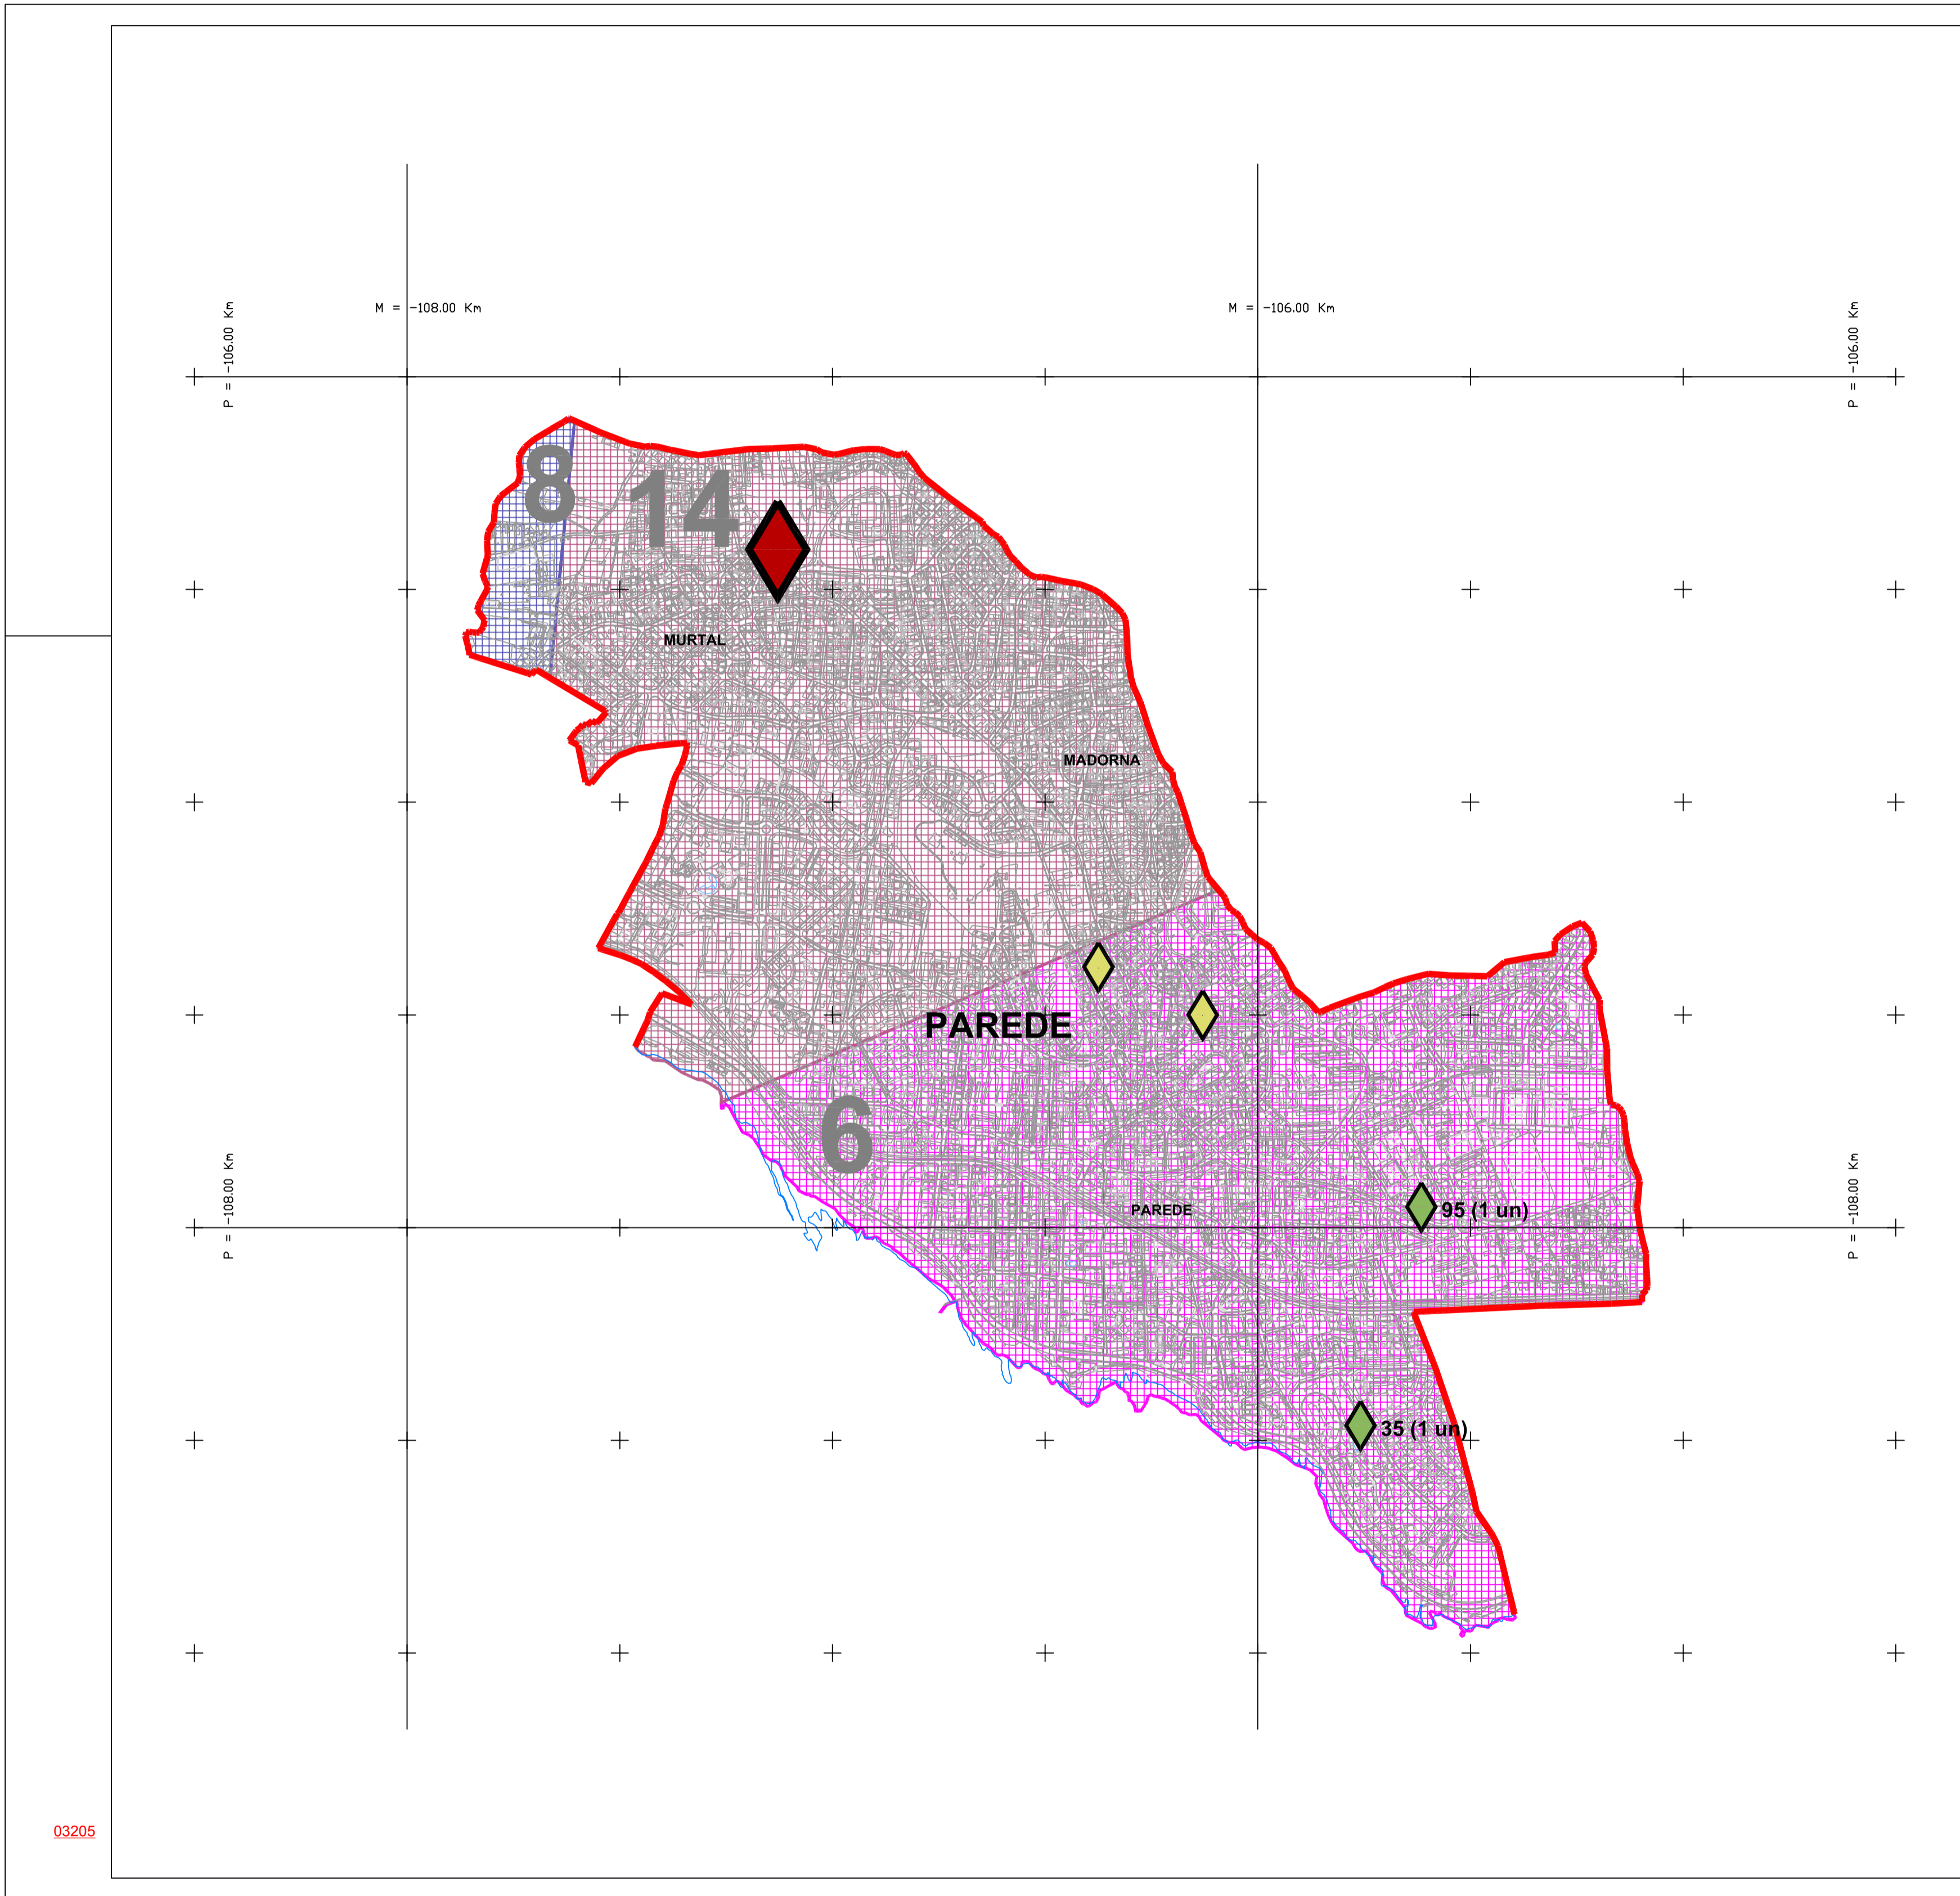 M = -108.00 Km
M = -106.00 Km
P = -106.00 Km
P = -106.00 Km
8
14
MURTAL
MADORNA
PAREDE
6
P = -108.00 Km
PAREDE
95 (1 un)
P = -108.00 Km
35 (1 un)
03205